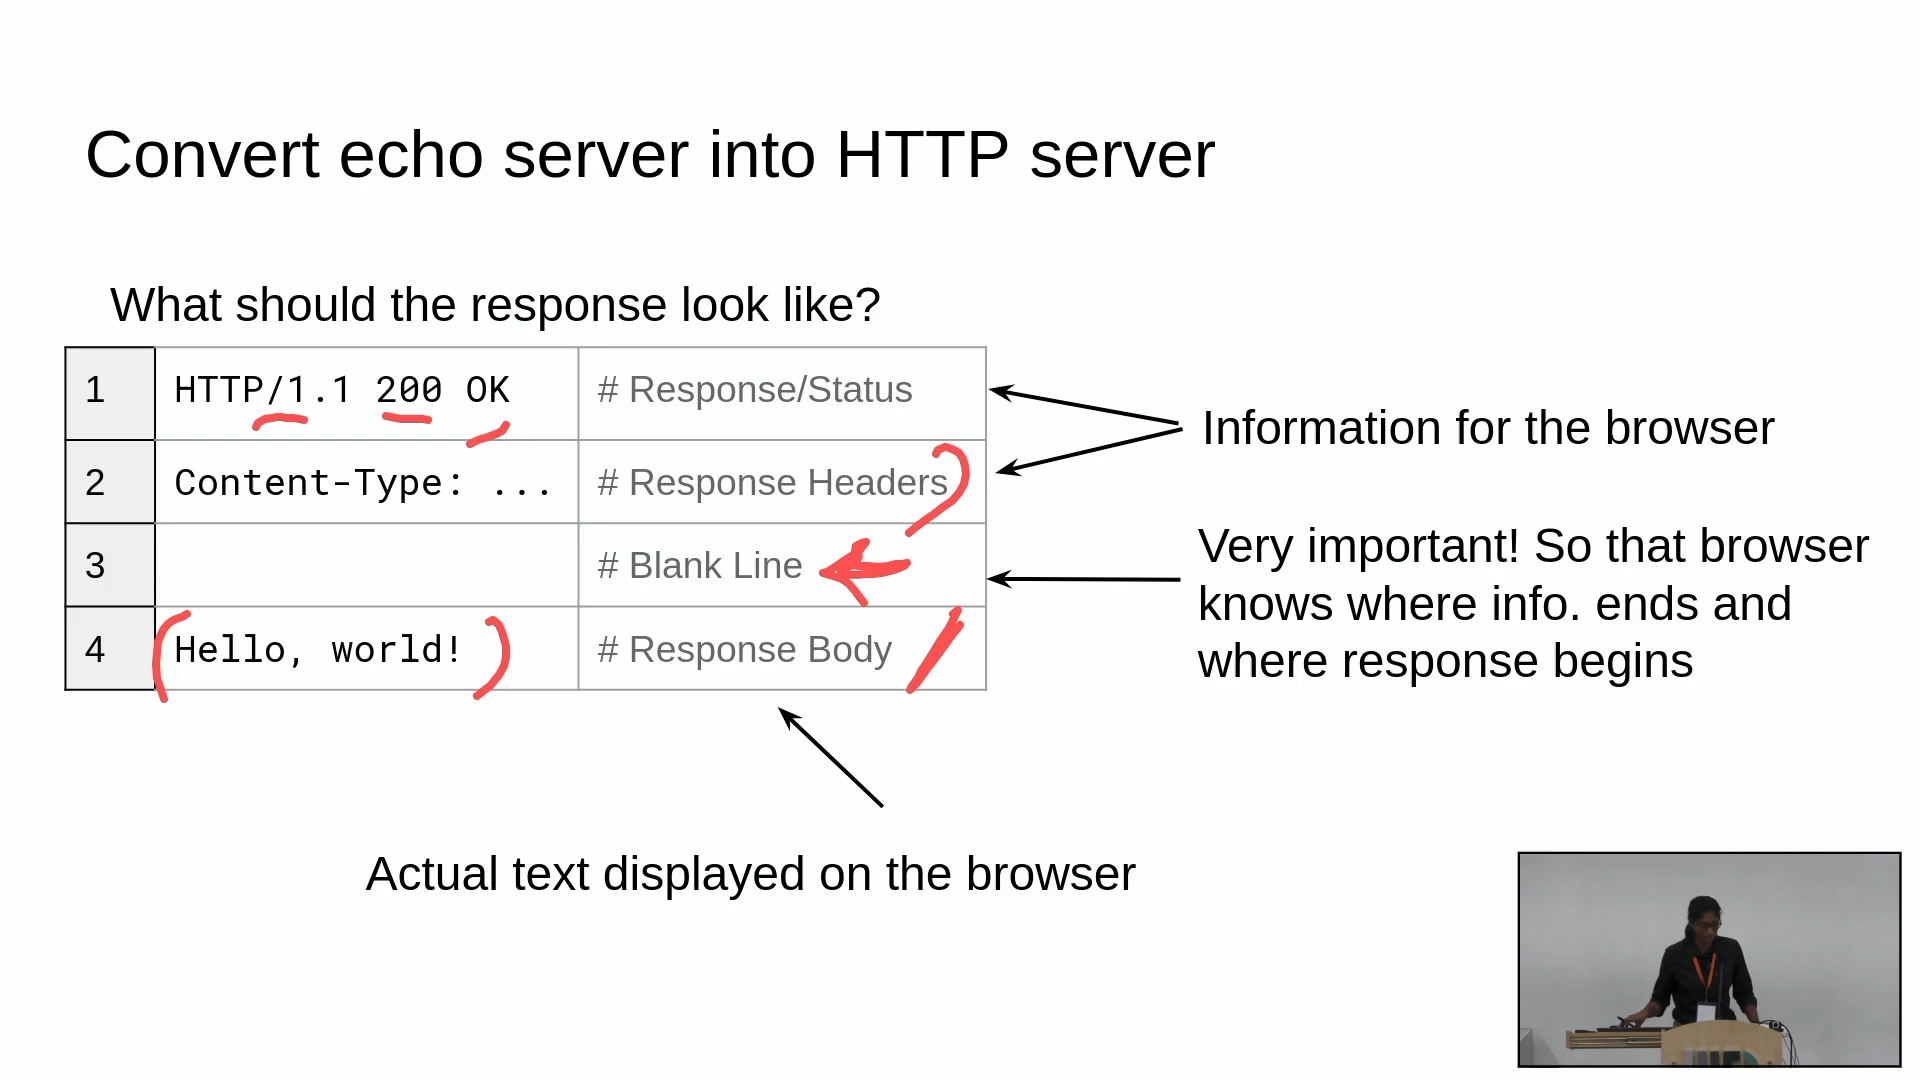 Convert echo server into HTTP server
What should the response look like?
1 HTTP/1.1 200 OK # Response/Status
2 Content-Type: ... # Response Headers
3 # Blank Line
4 Hello, world! # Response Body
Information for the browser
Very important! So that browser
knows where info. ends and
where response begins
Actual text displayed on the browser